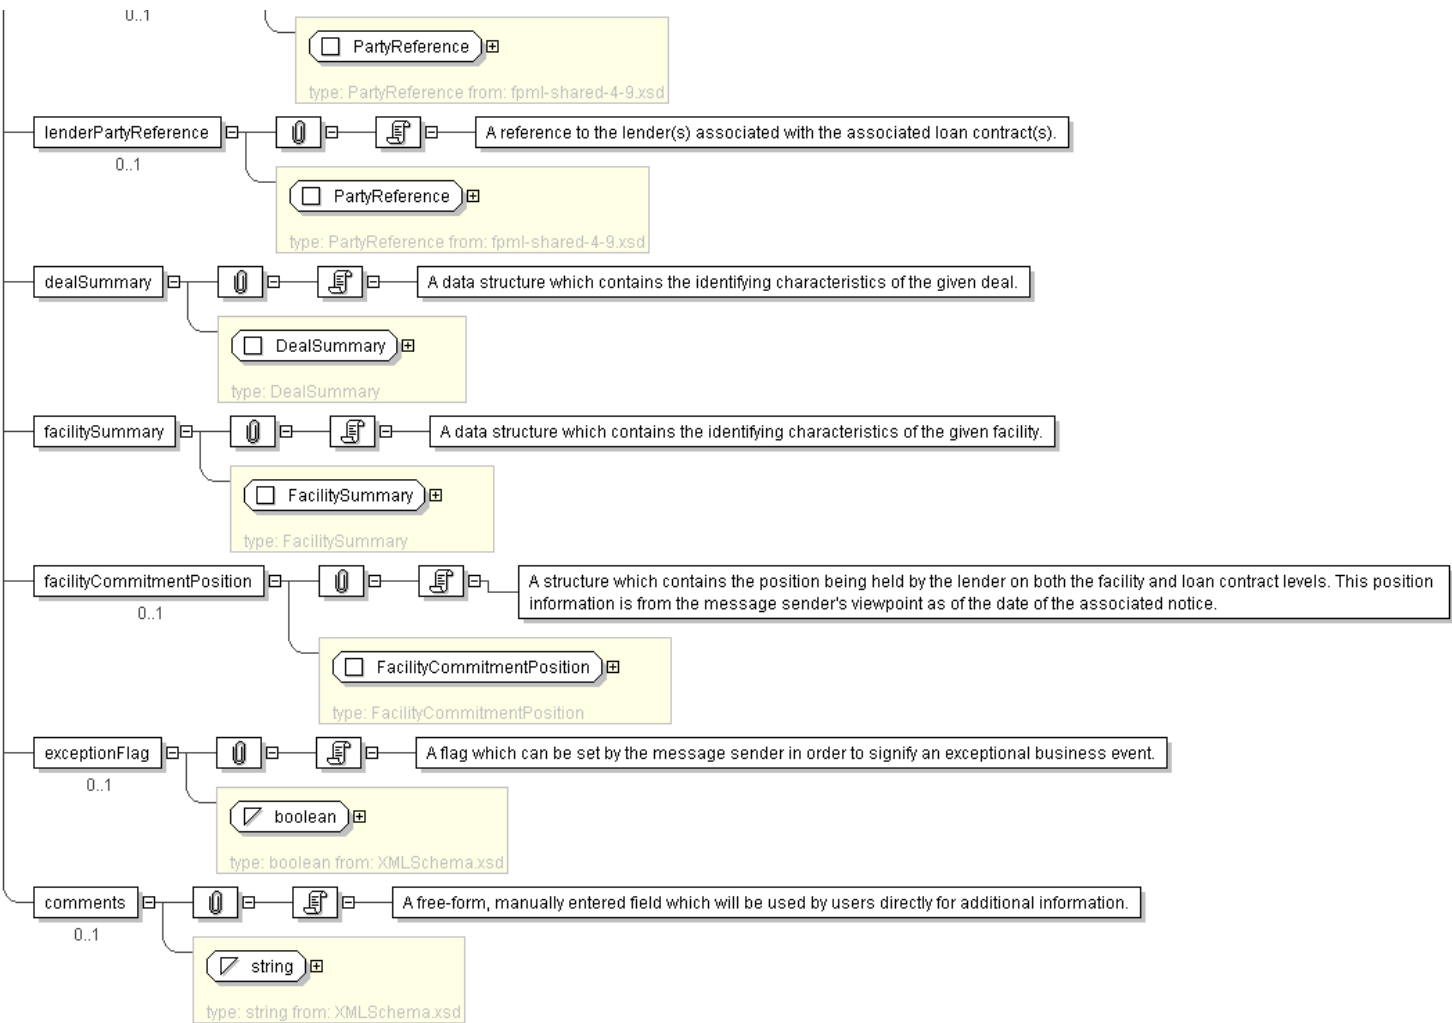 0..1
PartyReference
type: PartyReference from: fpml-shared-4-9.xsd
lenderPartyReference
A reference to the lender(s) associated with the associated loan contract(s).
0..1
PartyReference
type: PartyReference from: fpml-shared-4-9.xsd
dealSummary
A data structure which contains the identifying characteristics of the given deal.
DealSummary
type: DealSummary
facilitySummary
A data structure which contains the identifying characteristics of the given facility.
FacilitySummary
type: FacilitySummary
facilityCommitmentPosition
A structure which contains the position being held by the lender on both the facility and loan contract levels. This position
information is from the message sender's viewpoint as of the date of the associated notice.
0..1
FacilityCommitmentPosition
type: FacilityCommitmentPosition
exceptionFlag
A flag which can be set by the message sender in order to signify an exceptional business event.
0..1
boolean
type: boolean from: XMLSchema.xsd
comments
A free-form, manually entered field which will be used by users directly for additional information.
0..1
string
type: string from: XMLSchema.xsd